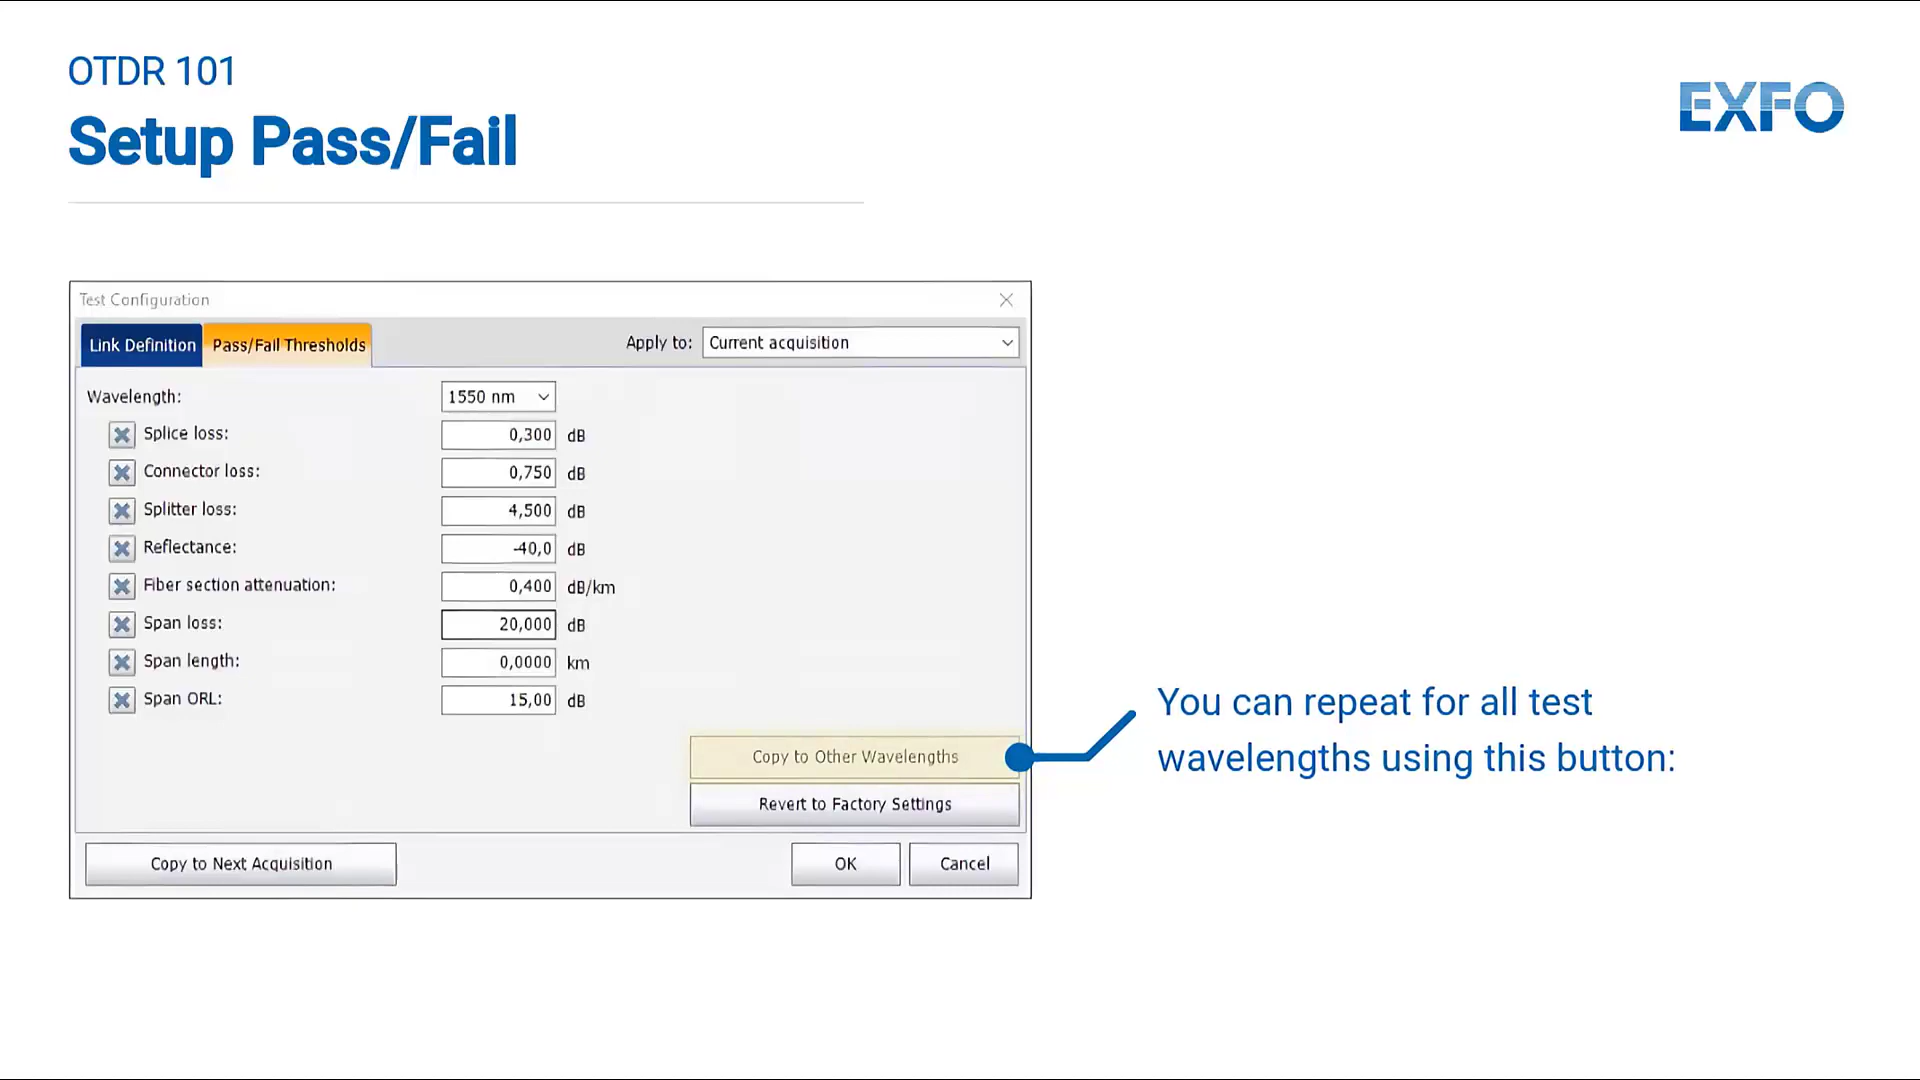 OTDR 101
EXFO
Setup Pass/Fail
Test Configuration
Link Definition
Pass/Fail Thresholds
Apply to: Current acquisition
Wavelength: 1550 nm
Splice loss: 0,300 dB
Connector loss: 0,750 dB
Splitter loss: 4,500 dB
Reflectance: -40,0 dB
Fiber section attenuation: 0,400 dB/km
Span loss: 20,000 dB
Span length: 0,0000 km
Span ORL: 15,00 dB
Copy to Other Wavelengths
Revert to Factory Settings
Copy to Next Acquisition
OK
Cancel
You can repeat for all test
wavelengths using this button: